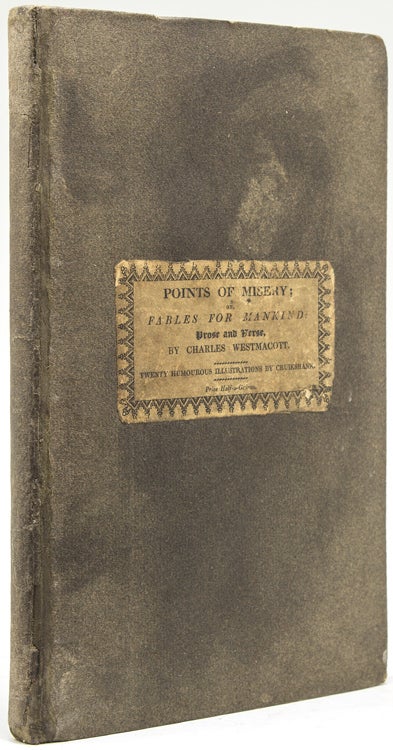 POINTS OF MISERY;
OR,
FABLES FOR MANKIND:
Prose and Verse,
BY CHARLES WESTMACOTT.
TWENTY HUMOUROUS ILLUSTRATIONS BY CRUIKSHANK.
Price Half-a-Guinea.